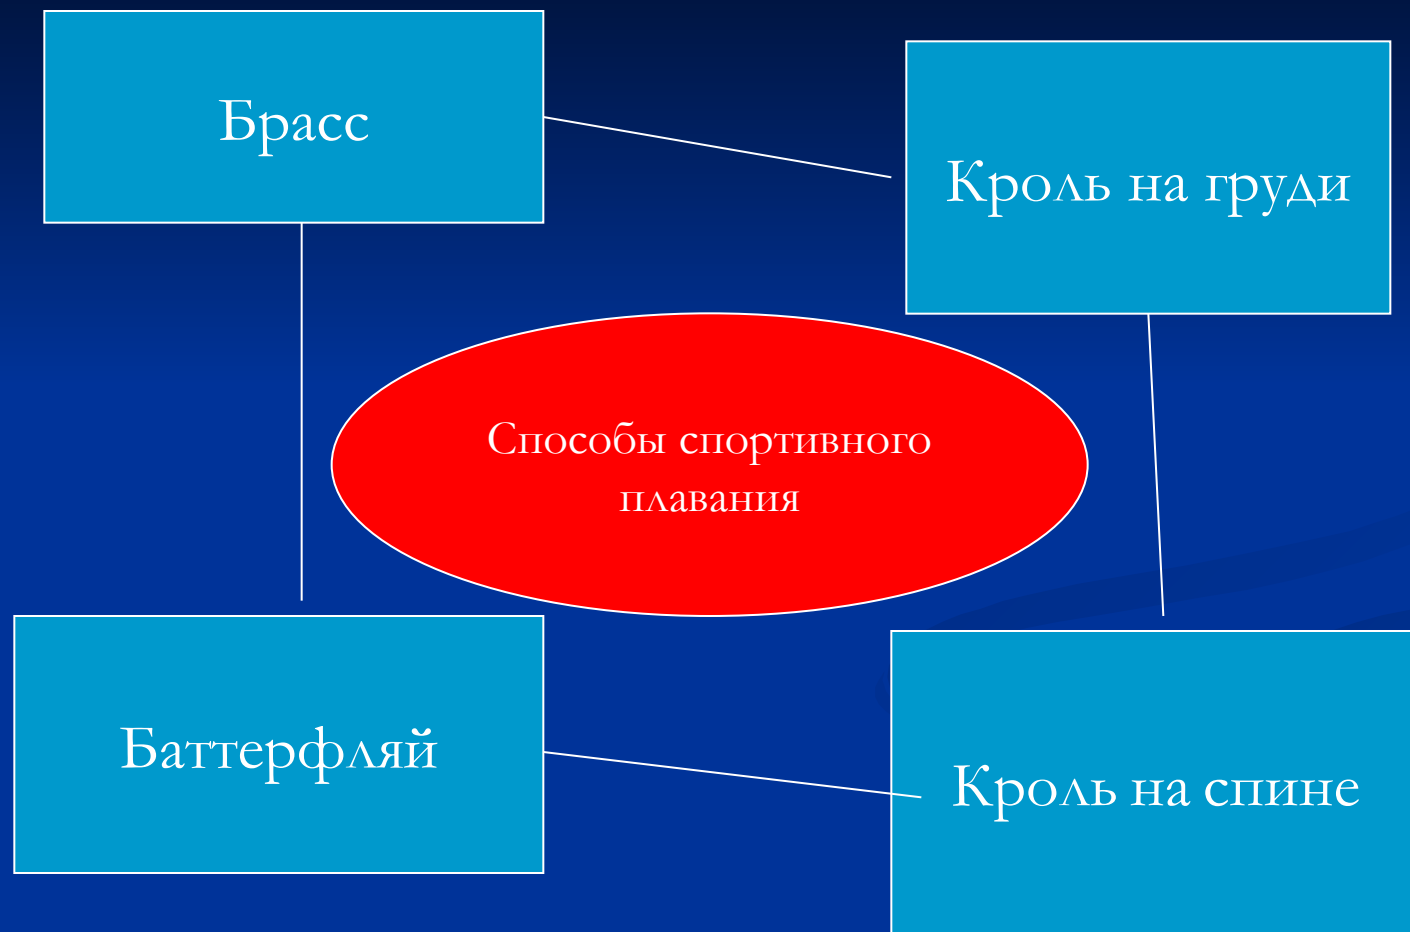 Брасс
Кроль на груди
Способы спортивного
плавания
Баттерфляй
Кроль на спине